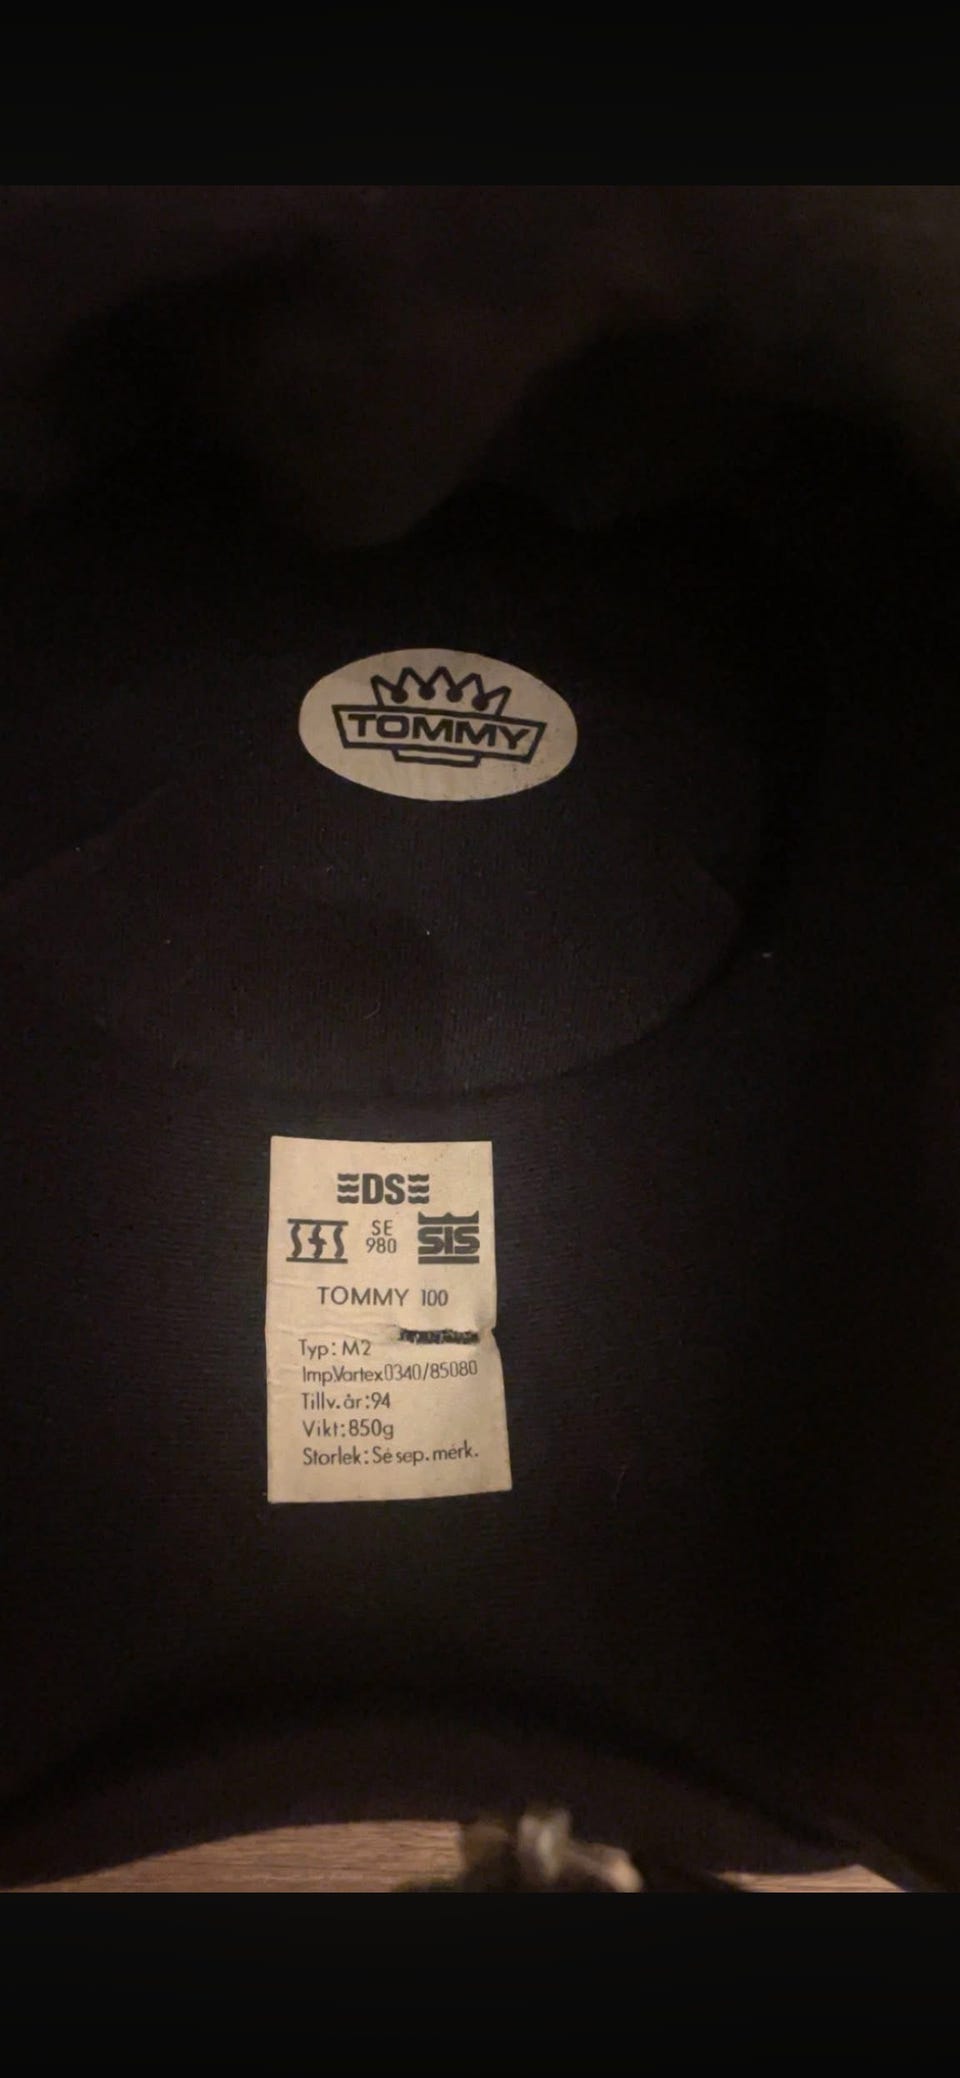 TOMMY
DS
SFS SE 980 SIS
TOMMY 100
Typ: M2
Imp.Vartex 0340/85080
Tillv. år: 94
Vikt: 850g
Storlek: Se sep. märk.